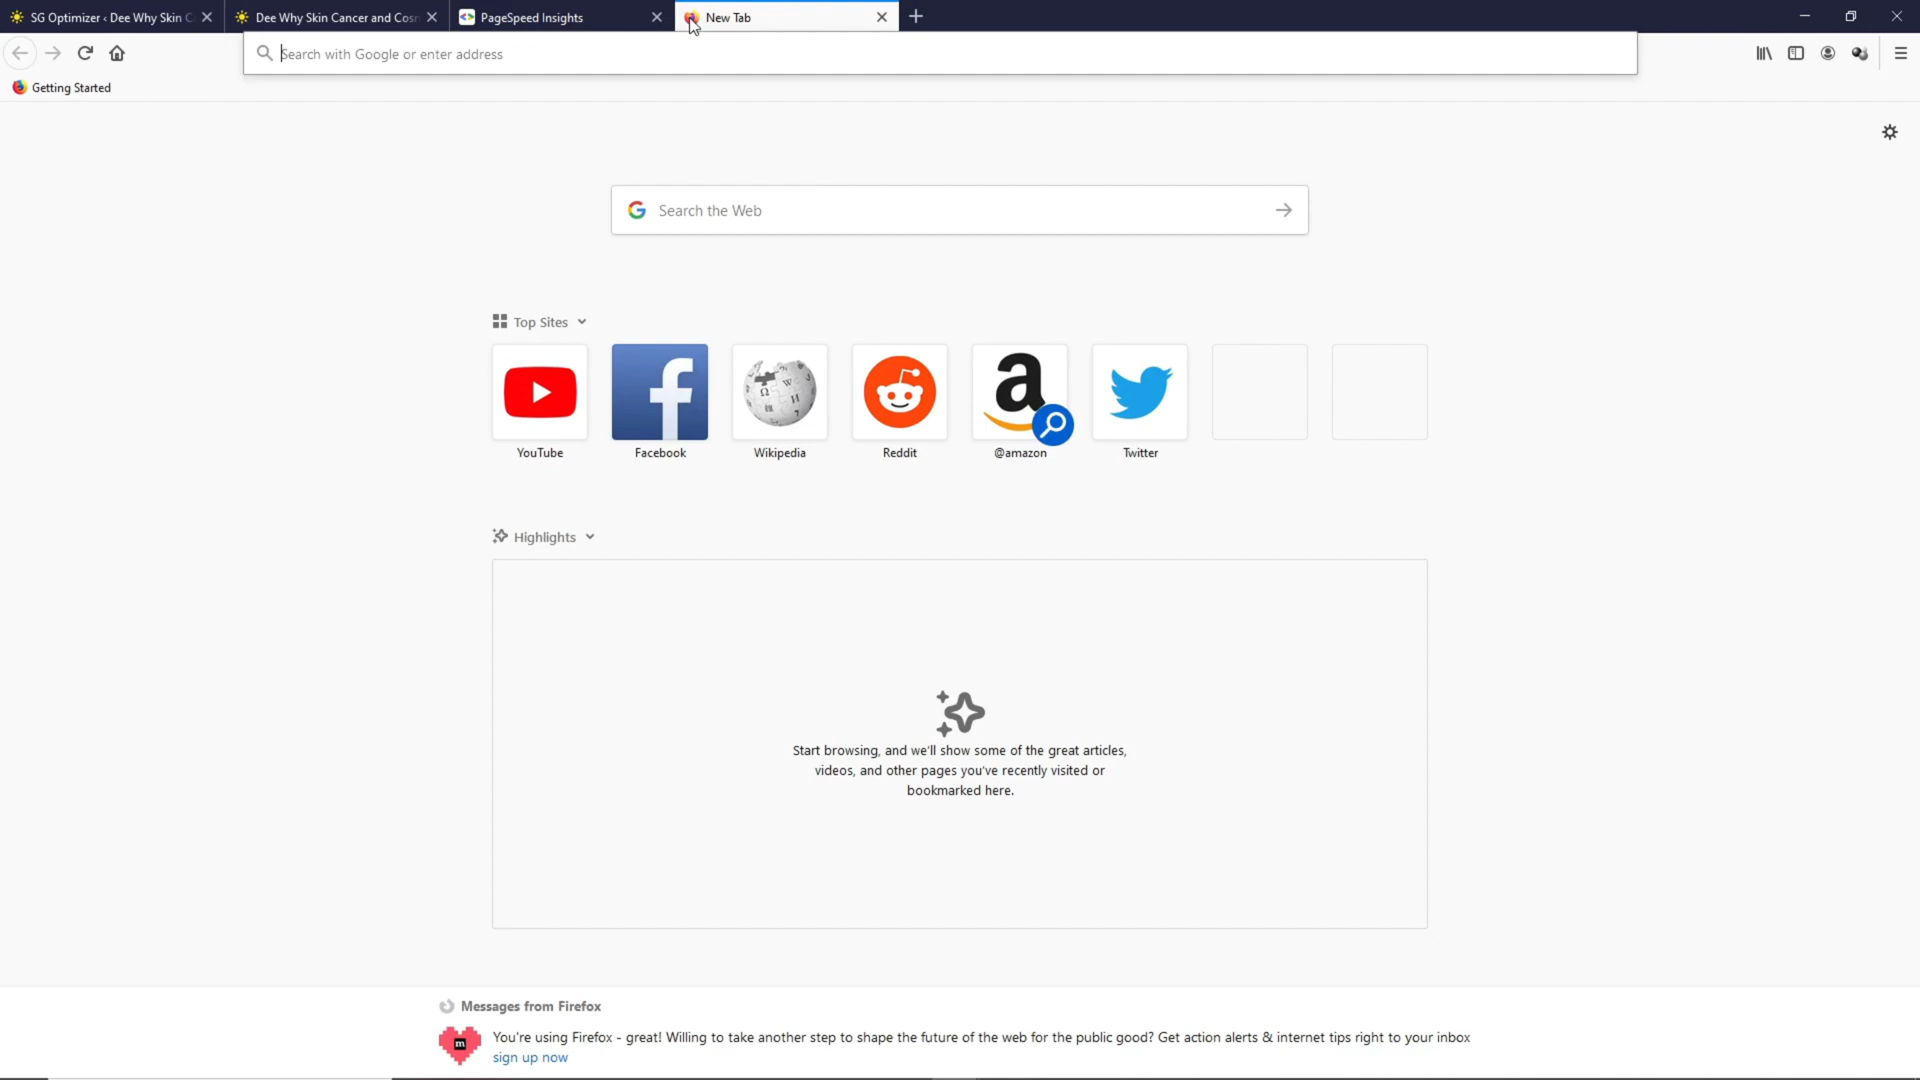 SG Optimizer ‹ Dee Why Skin C
Dee Why Skin Cancer and Cosm
PageSpeed Insights
New Tab
Search with Google or enter address
Getting Started
Search the Web
Top Sites
YouTube
Facebook
Wikipedia
Reddit
@amazon
Twitter
Highlights
Start browsing, and we'll show some of the great articles,
videos, and other pages you've recently visited or
bookmarked here.
Messages from Firefox
You're using Firefox - great! Willing to take another step to shape the future of the web for the public good? Get action alerts & internet tips right to your inbox
sign up now